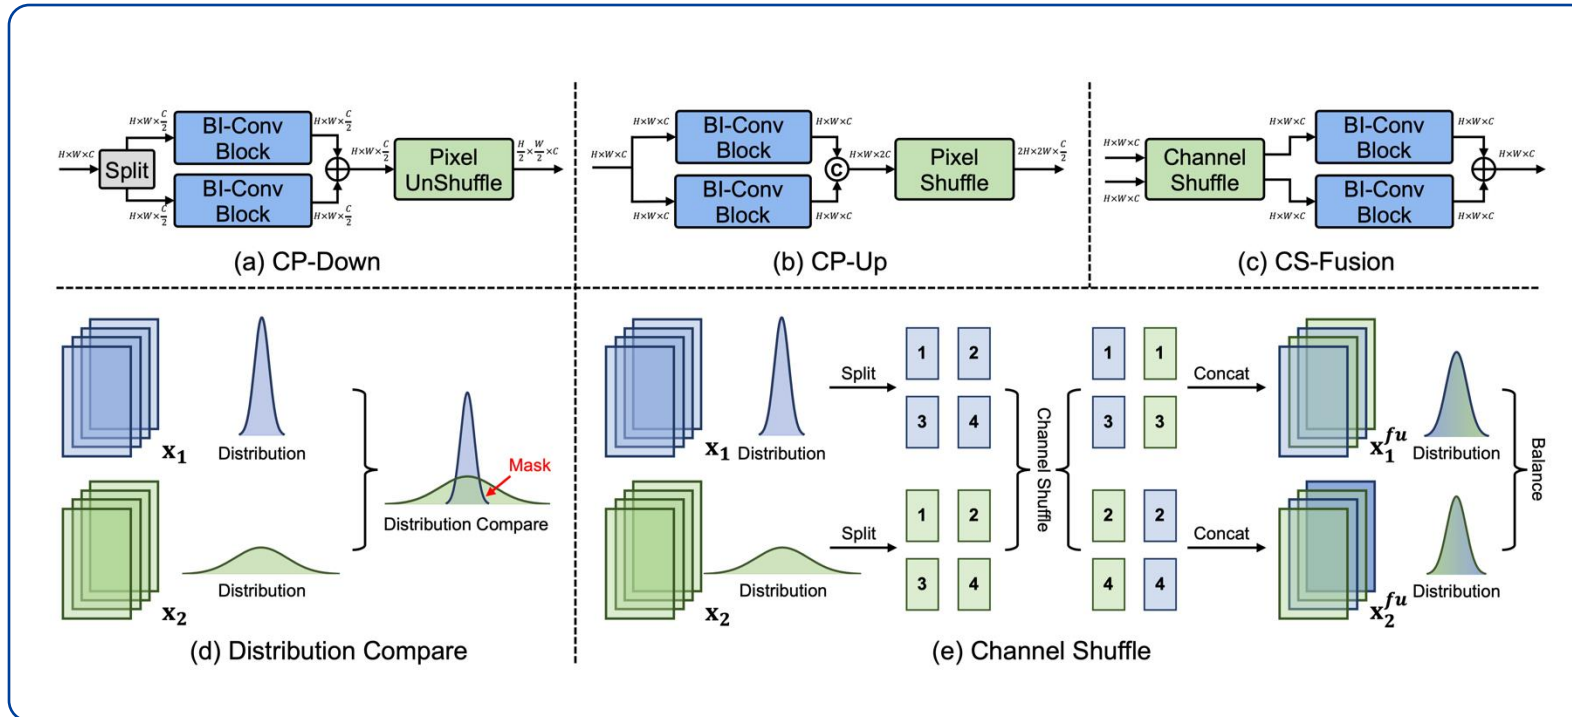 H×W×C
Split
H×W×C/2
H×W×C/2
BI-Conv
Block
BI-Conv
Block
H×W×C/2
H×W×C/2
H×W×C/2
Pixel
UnShuffle
H/2×W/2×C
(a) CP-Down
H×W×C
H×W×C
H×W×C
BI-Conv
Block
BI-Conv
Block
H×W×C
H×W×C
C
H×W×2C
Pixel
Shuffle
2H×2W×C/2
(b) CP-Up
H×W×C
H×W×C
Channel
Shuffle
H×W×C
H×W×C
BI-Conv
Block
BI-Conv
Block
H×W×C
H×W×C
H×W×C
(c) CS-Fusion
x₁
Distribution
x₂
Distribution
Mask
Distribution Compare
(d) Distribution Compare
x₁
Distribution
x₂
Distribution
Split
Split
1 2
3 4
1 2
3 4
Channel Shuffle
1 1
3 3
2 2
4 4
Concat
Concat
x₁^fu
Distribution
x₂^fu
Distribution
Balance
(e) Channel Shuffle